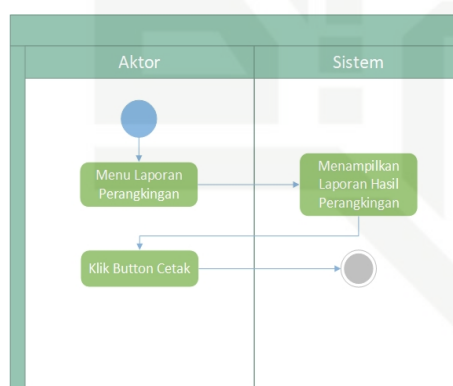 Aktor
Sistem
Menu Laporan
Perangkingan
Menampilkan
Laporan Hasil
Perangkingan
Klik Button Cetak